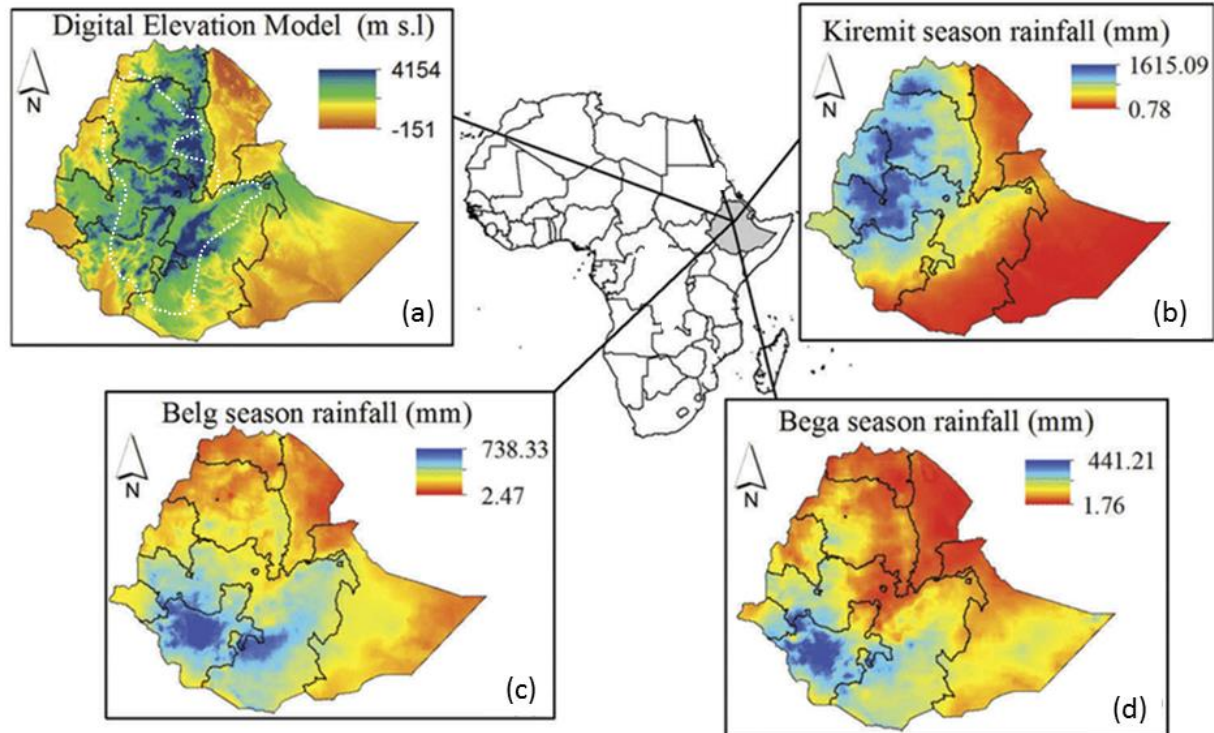 Digital Elevation Model (m s.l)
N
4154
-151
(a)
Kiremit season rainfall (mm)
N
1615.09
0.78
(b)
Belg season rainfall (mm)
N
738.33
2.47
(c)
Bega season rainfall (mm)
N
441.21
1.76
(d)